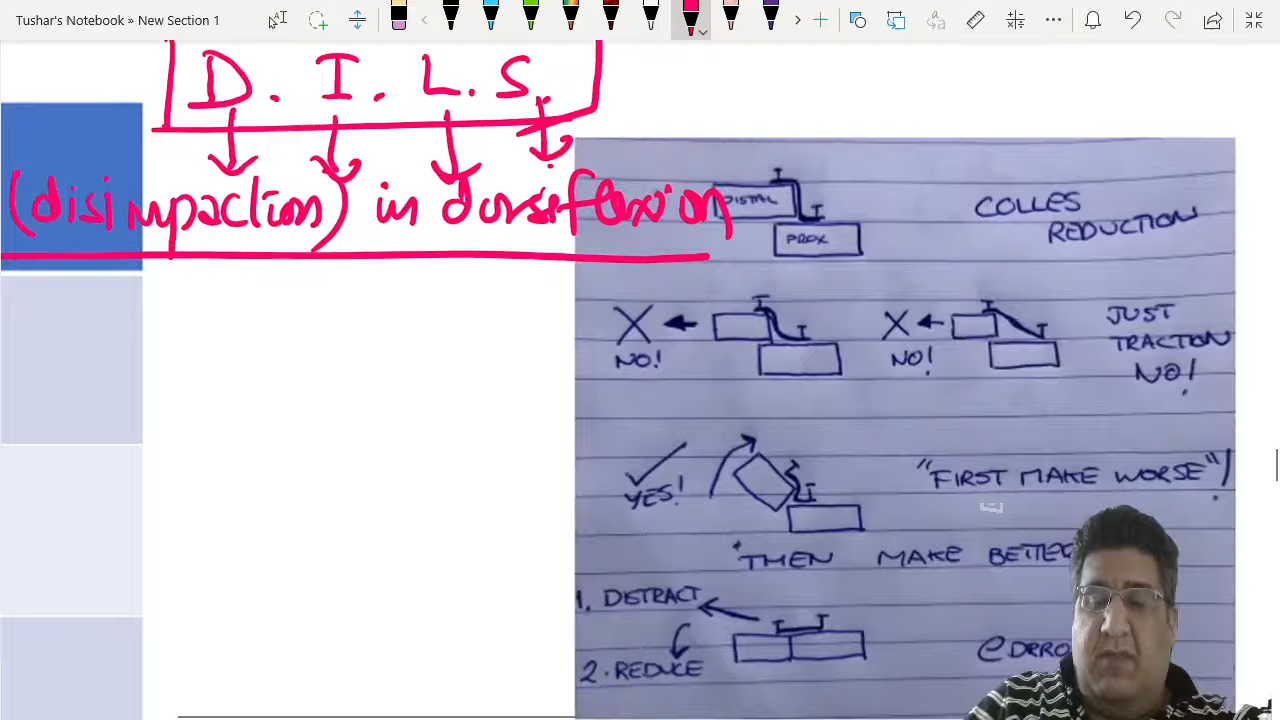 Tushar's Notebook » New Section 1
D. I. L. S.
(disimpaction) in dorsiflexion
DISTAL
PROX
COLLES
REDUCTION
X NO!
X NO!
JUST
TRACTION
NO!
YES!
"FIRST MAKE WORSE"!
"THEN MAKE BETTER
1. DISTRACT
2. REDUCE
@DRRO